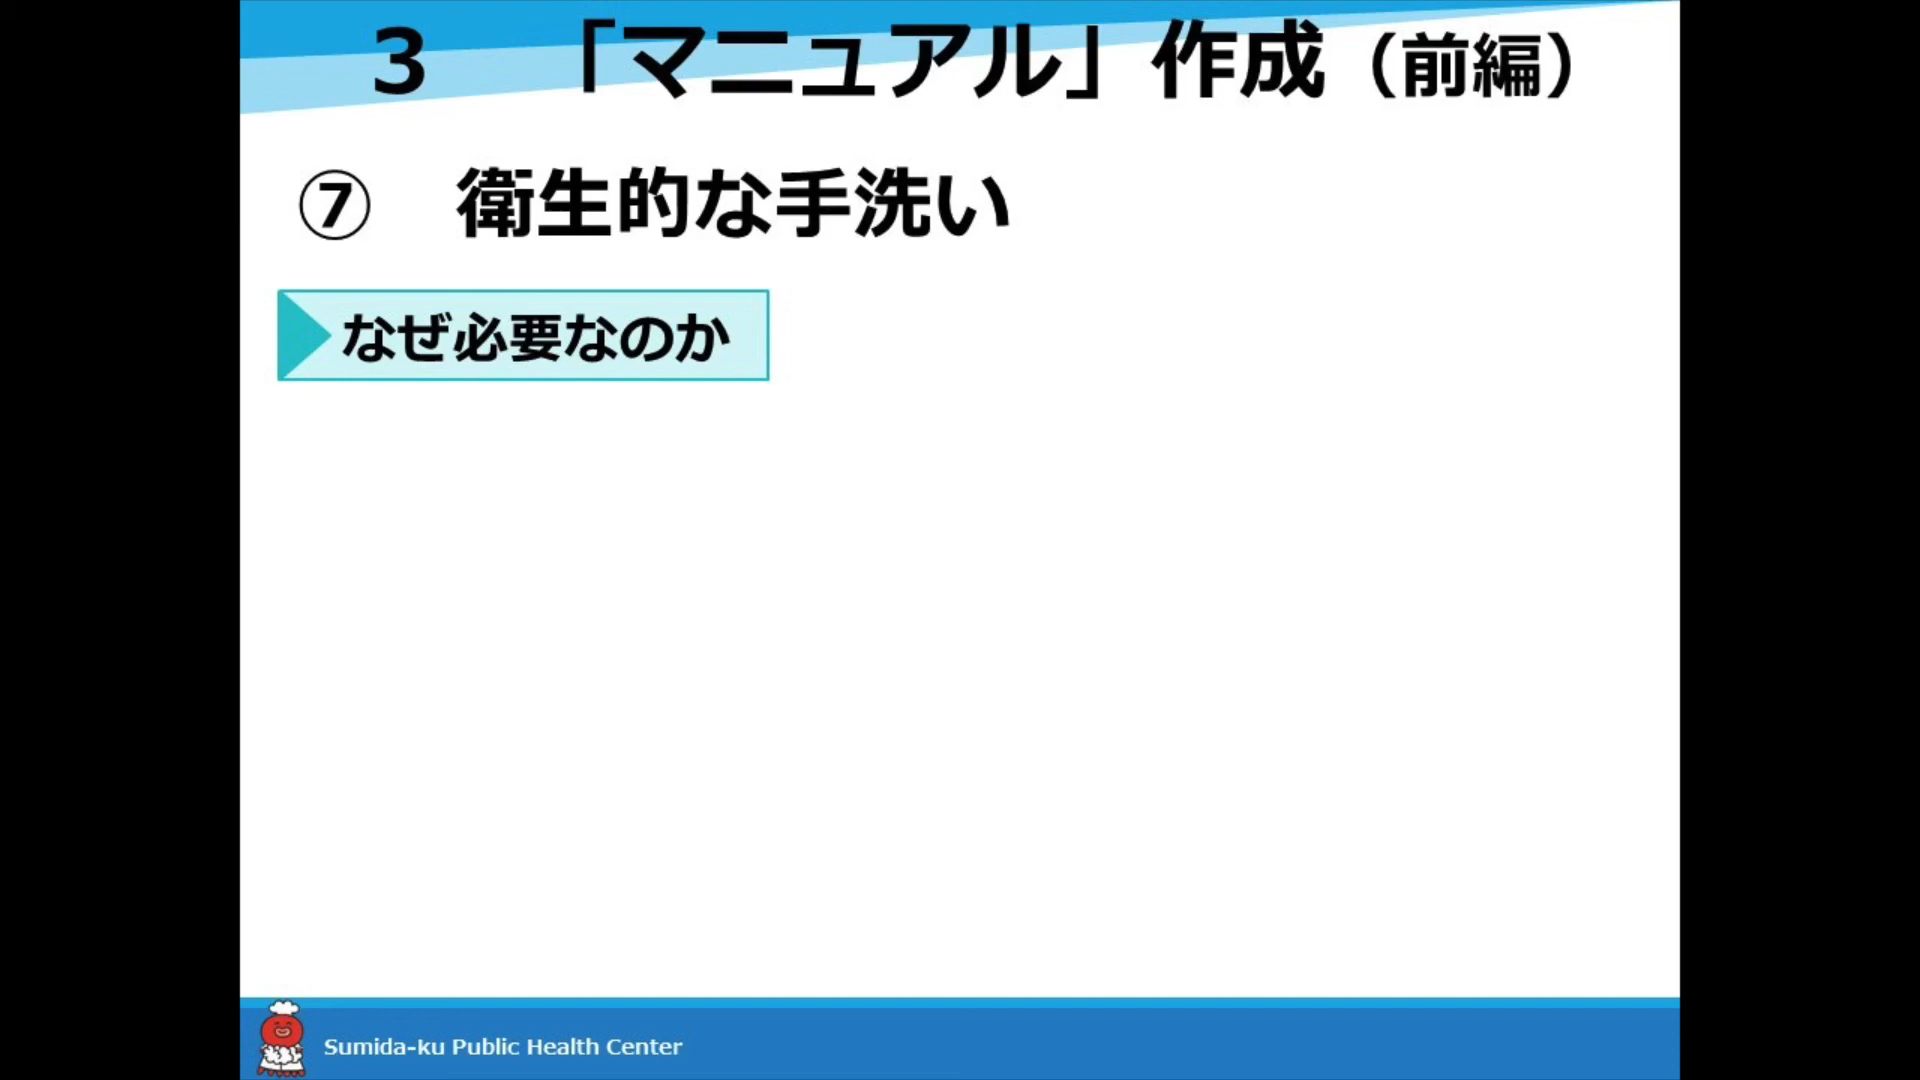 3　「マニュアル」作成（前編）
⑦　衛生的な手洗い
なぜ必要なのか
Sumida-ku Public Health Center